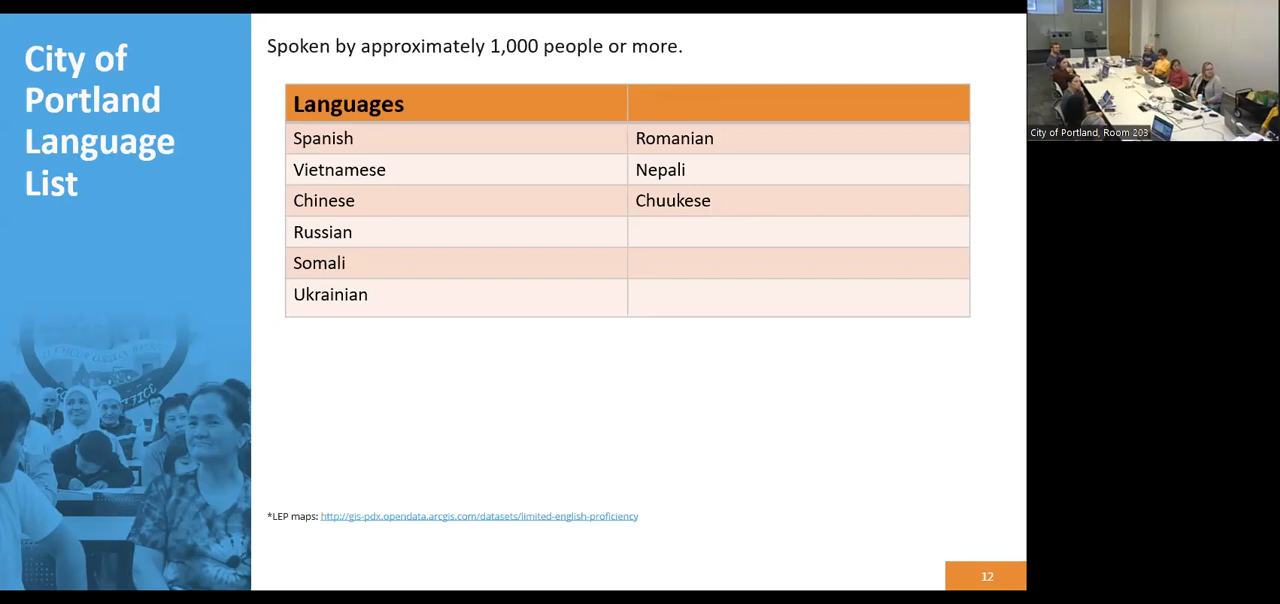 City of
Portland
Language
List
Spoken by approximately 1,000 people or more.
Languages
Spanish Romanian
Vietnamese Nepali
Chinese Chuukese
Russian
Somali
Ukrainian
*LEP maps: http://gis-pdx.opendata.arcgis.com/datasets/limited-english-proficiency
12
City of Portland, Room 203